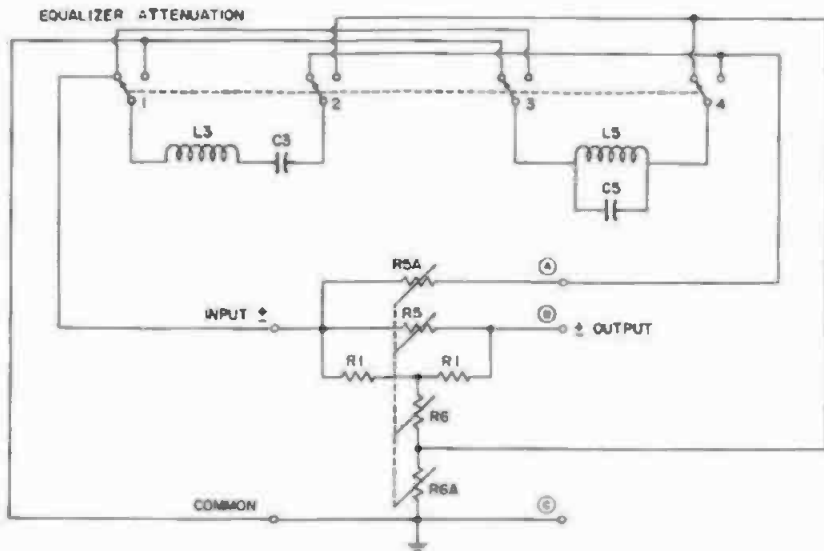 EQUALIZER ATTENUATION
1
2
3
4
L3
C3
L5
C5
R5A
A
INPUT ±
R5
B
± OUTPUT
R1
R1
R6
R6A
COMMON
C